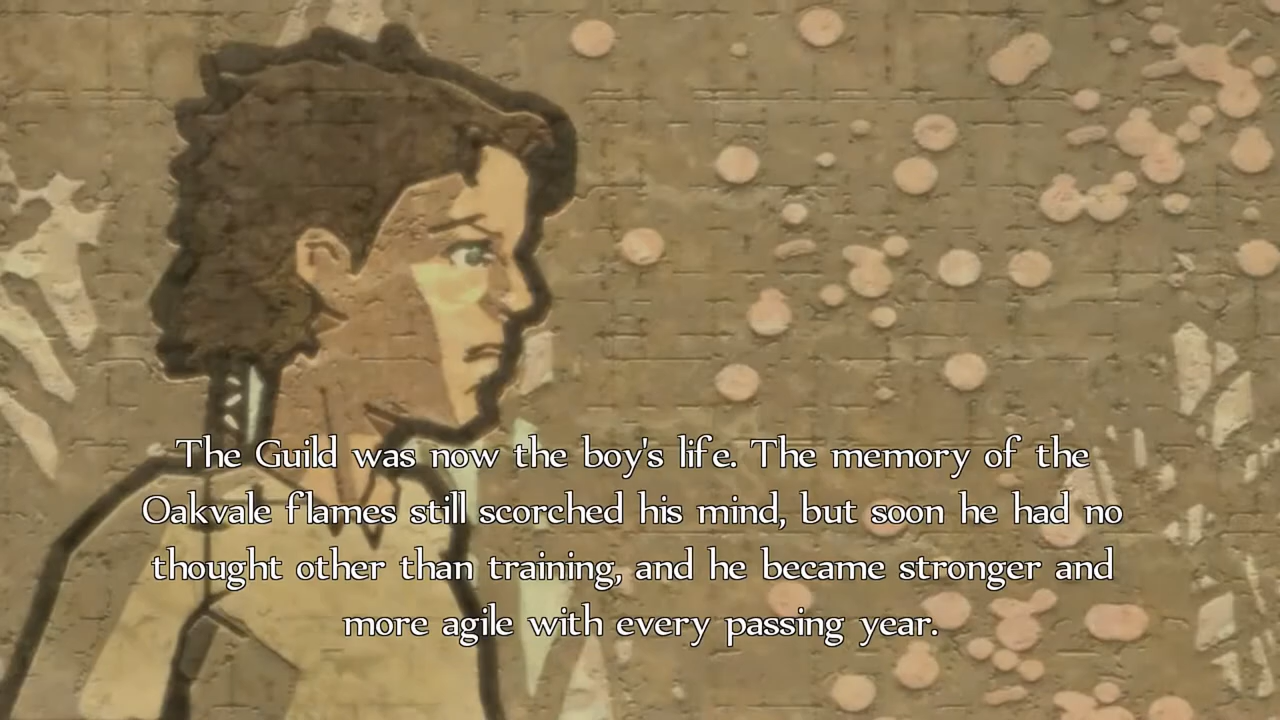 The Guild was now the boy's life. The memory of the
Oakvale flames still scorched his mind, but soon he had no
thought other than training, and he became stronger and
more agile with every passing year.